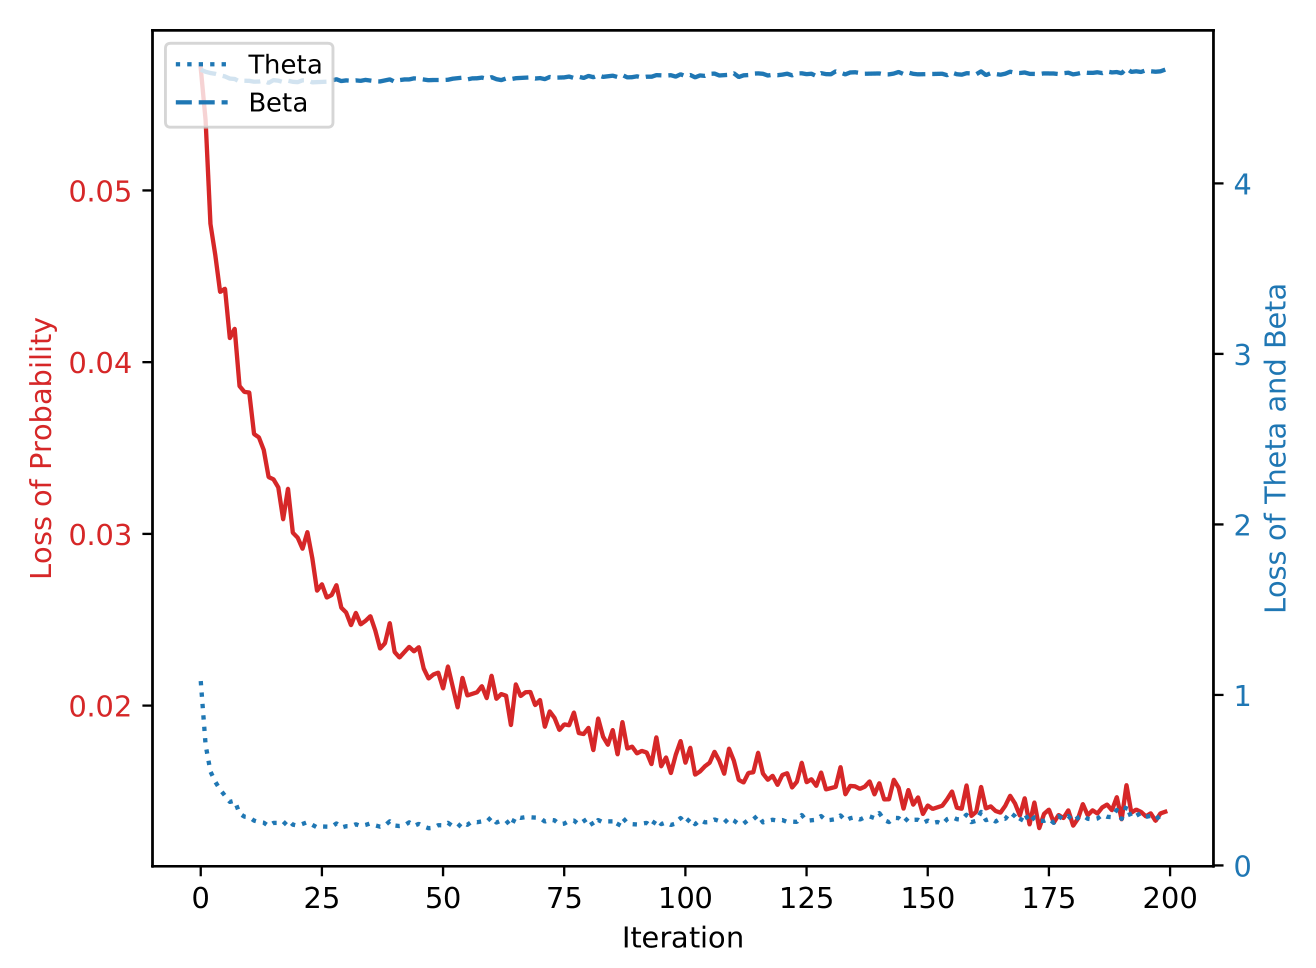 Theta
Beta
0.05
0.04
0.03
0.02
Loss of Probability
4
3
2
1
0
Loss of Theta and Beta
0 25 50 75 100 125 150 175 200
Iteration